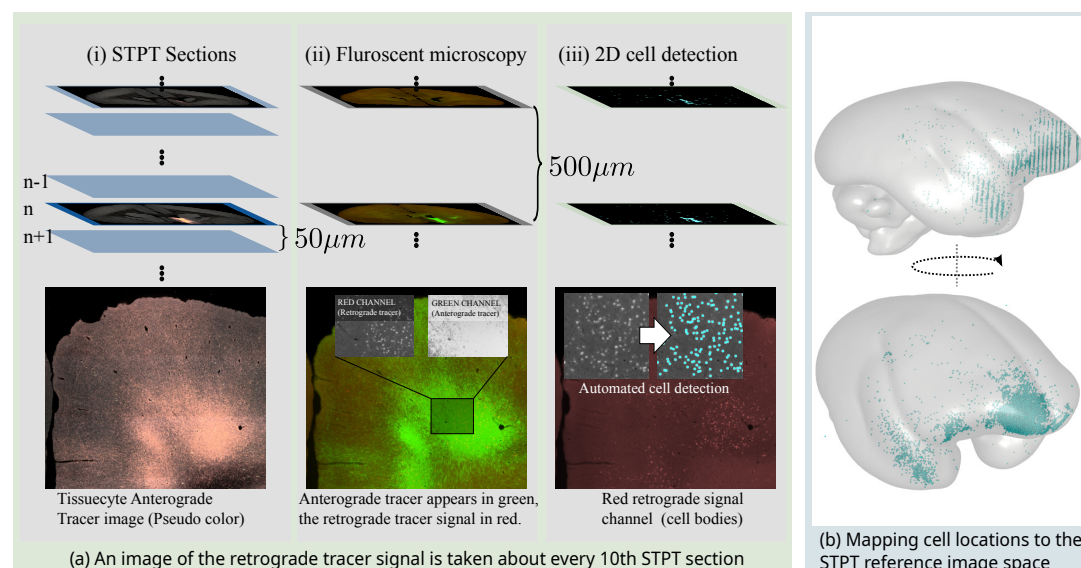 (i) STPT Sections
(ii) Fluroscent microscopy
(iii) 2D cell detection
n-1
n
n+1
50μm
500μm
RED CHANNEL
(Retrograde tracer)
GREEN CHANNEL
(Anterograde tracer)
Automated cell detection
Tissuecyte Anterograde
Tracer image (Pseudo color)
Anterograde tracer appears in green,
the retrograde tracer signal in red.
Red retrograde signal
channel (cell bodies)
(a) An image of the retrograde tracer signal is taken about every 10th STPT section
(b) Mapping cell locations to the
STPT reference image space